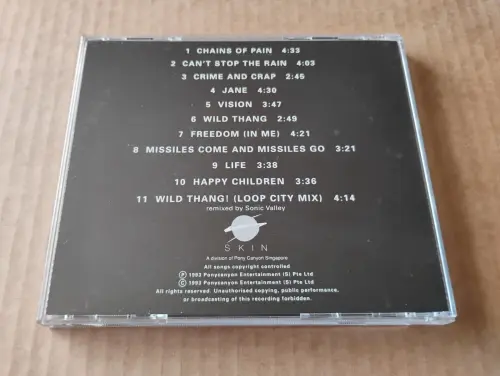 1 CHAINS OF PAIN 4:33
2 CAN'T STOP THE RAIN 4:03
3 CRIME AND CRAP 2:45
4 JANE 4:30
5 VISION 3:47
6 WILD THANG 2:49
7 FREEDOM (IN ME) 4:21
8 MISSILES COME AND MISSILES GO 3:21
9 LIFE 3:38
10 HAPPY CHILDREN 3:36
11 WILD THANG! (LOOP CITY MIX) 4:14
remixed by Sonic Valley
SKIN
A division of Pony Canyon Singapore
All songs copyright controlled
Ⓟ 1993 Ponycanyon Entertainment (S) Pte Ltd
© 1993 Ponycanyon Entertainment (S) Pte Ltd
All rights reserved. Unauthorised copying, public performance,
or broadcasting of this recording forbidden.